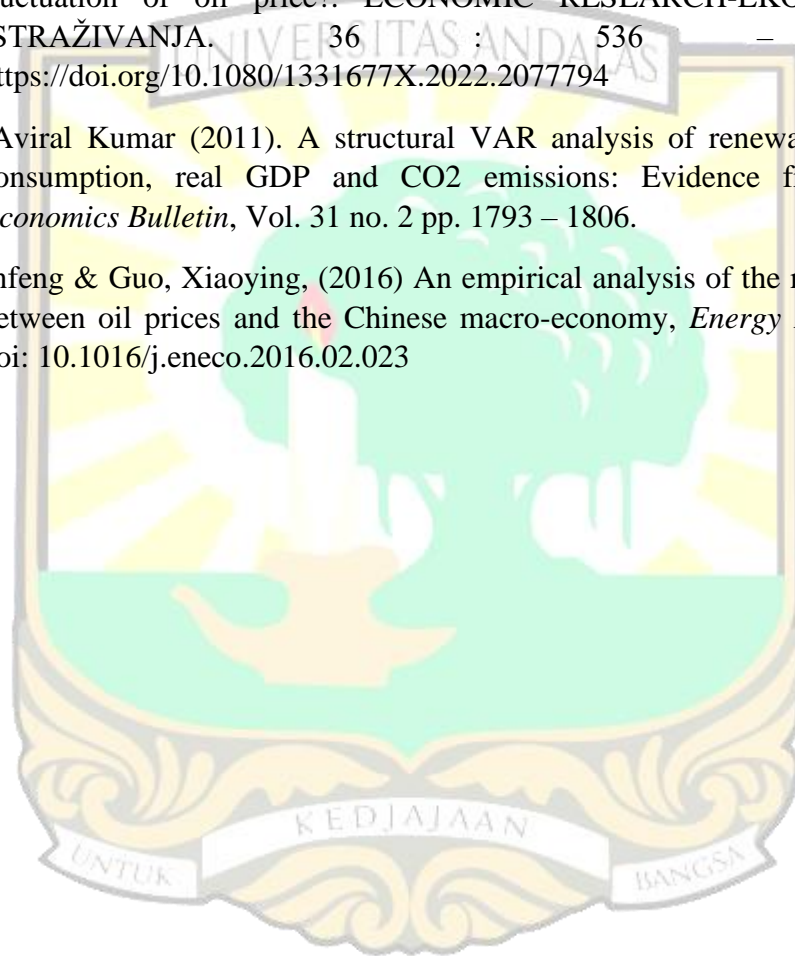 uctuation of oil price?. ECONOMIC RESEARCH-EKO
STRAŽIVANJA. 36 : 536 –
ttps://doi.org/10.1080/1331677X.2022.2077794
Aviral Kumar (2011). A structural VAR analysis of renewa
onsumption, real GDP and CO2 emissions: Evidence f
conomics Bulletin, Vol. 31 no. 2 pp. 1793 – 1806.
nfeng & Guo, Xiaoying, (2016) An empirical analysis of the r
etween oil prices and the Chinese macro-economy, Energy
oi: 10.1016/j.eneco.2016.02.023
UNIVERSITAS ANDALAS
KEDJAJAAN
UNTUK BANGSA